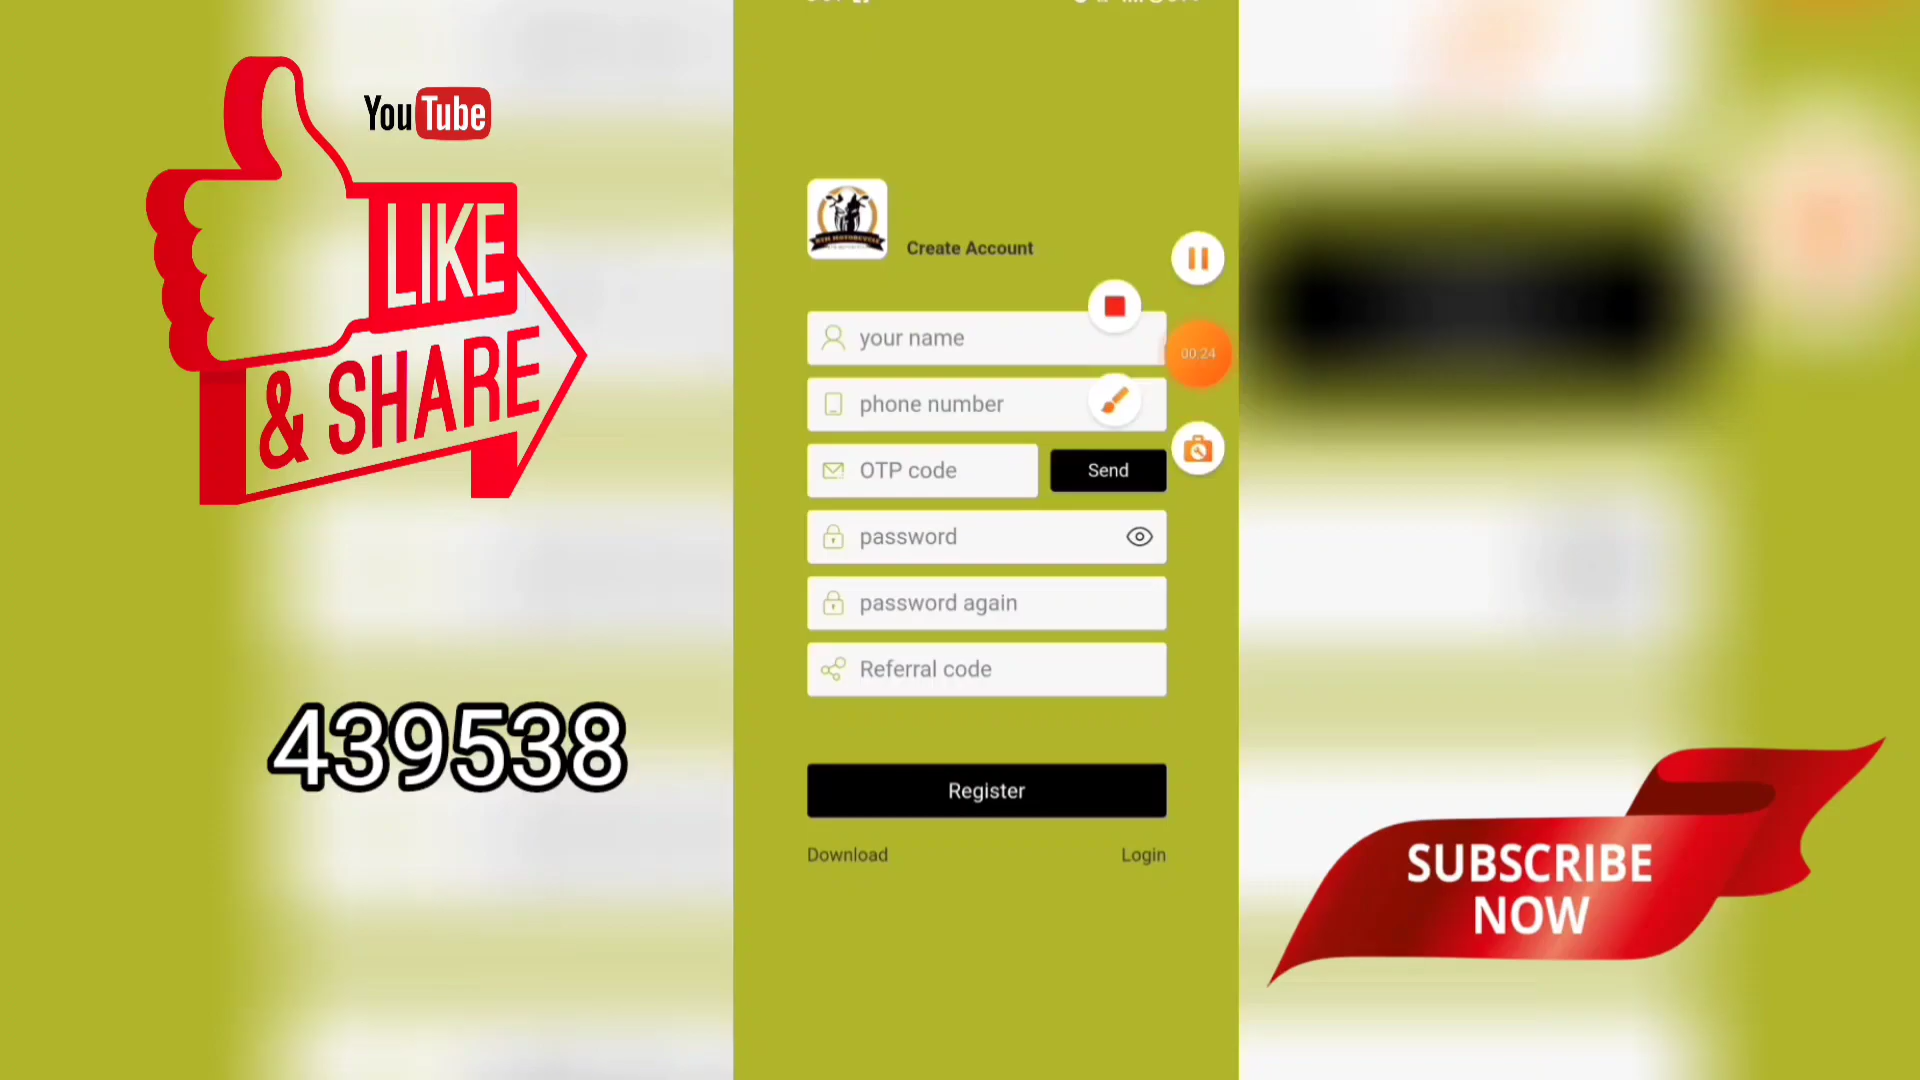 YouTube
LIKE
& SHARE
439538
Create Account
your name
phone number
OTP code
Send
password
password again
Referral code
Register
Download
Login
00:24
SUBSCRIBE
NOW